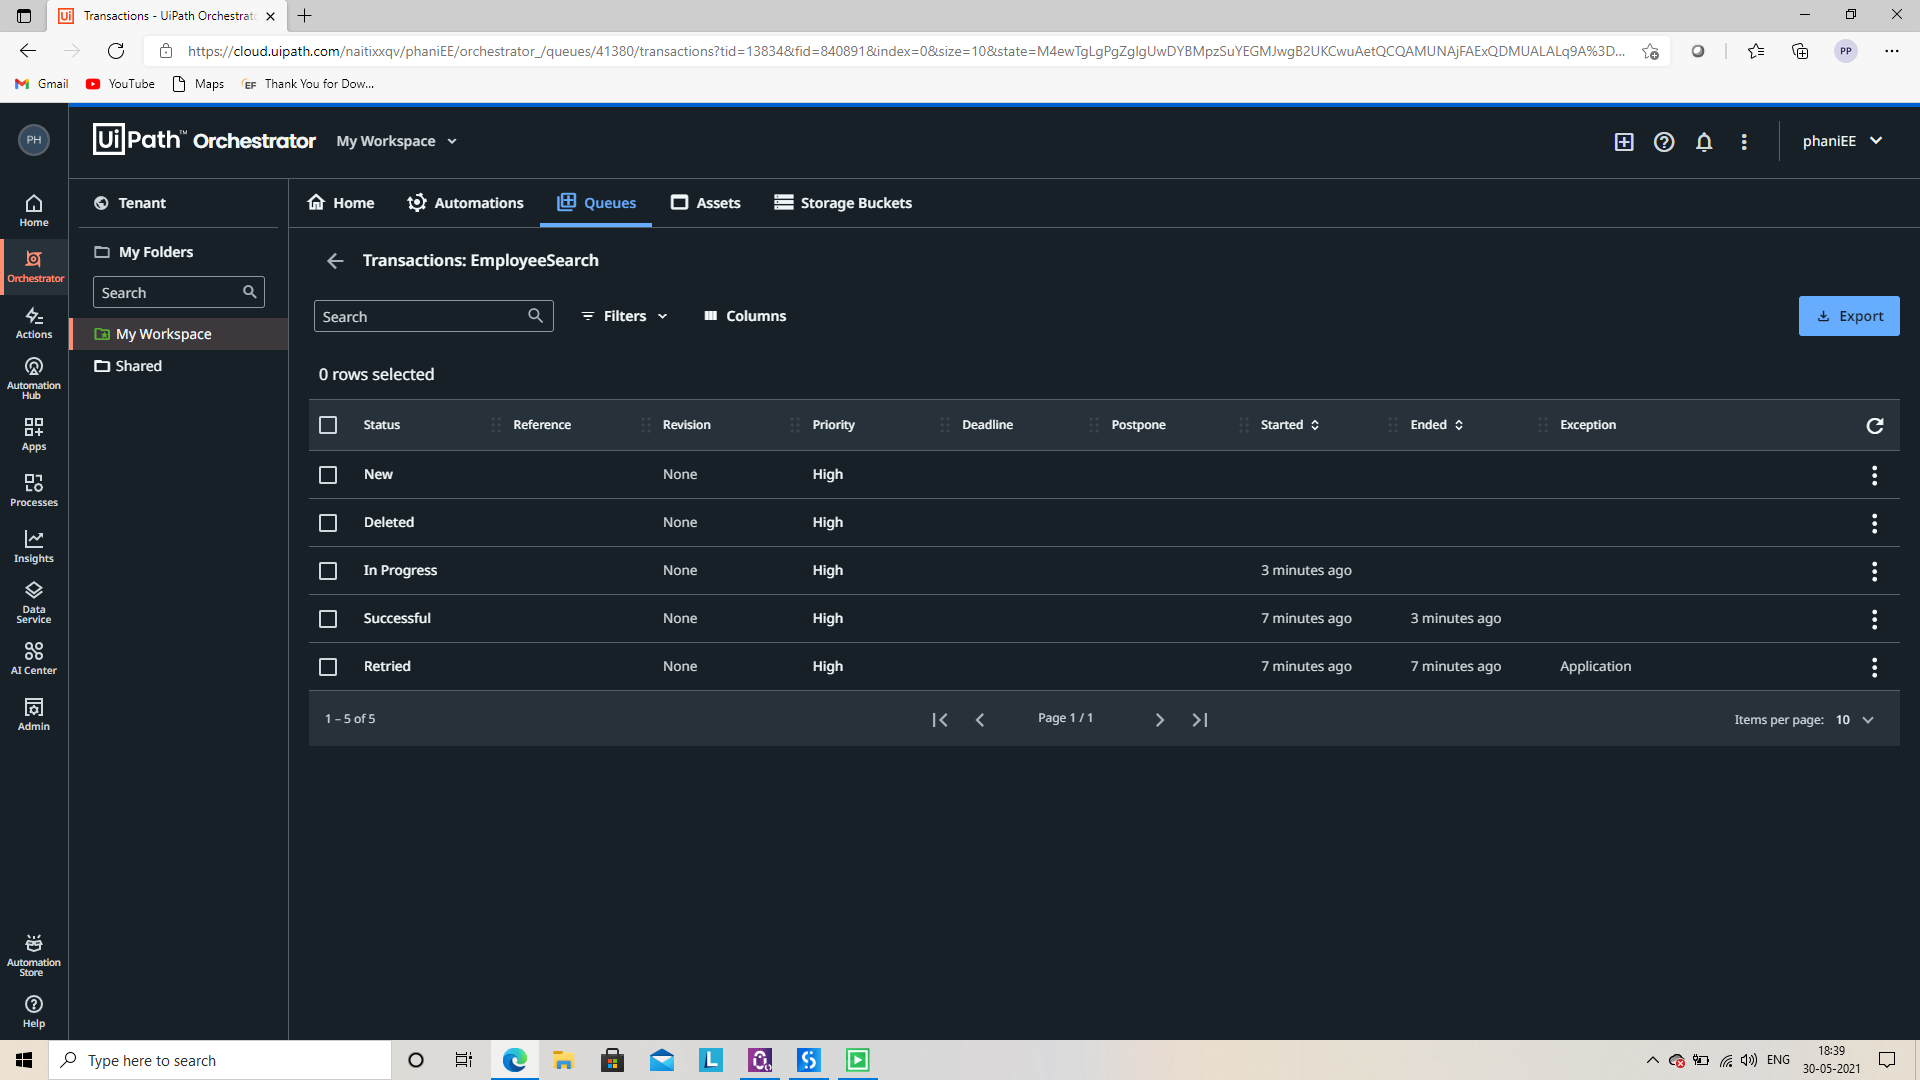 Transactions - UiPath Orchestrato
https://cloud.uipath.com/naitixxqv/phaniEE/orchestrator_/queues/41380/transactions?tid=13834&fid=840891&index=0&size=10&state=M4ewTgLgPgZgIgUwDYBMpzSuYEGMJwgB2UKCwuAetQCQAMUNAjFAExQDMUALALq9A%3D...
PP
Gmail
YouTube
Maps
EF Thank You for Dow...
PH
UiPath™ Orchestrator
My Workspace
phaniEE
Home
Orchestrator
Actions
Automation Hub
Apps
Processes
Insights
Data Service
AI Center
Admin
Automation Store
Help
Tenant
My Folders
Search
My Workspace
Shared
Home
Automations
Queues
Assets
Storage Buckets
Transactions: EmployeeSearch
Search
Filters
Columns
Export
0 rows selected
Status Reference Revision Priority Deadline Postpone Started Ended Exception
New None High
Deleted None High
In Progress None High 3 minutes ago
Successful None High 7 minutes ago 3 minutes ago
Retried None High 7 minutes ago 7 minutes ago Application
1 – 5 of 5
Page 1 / 1
Items per page: 10
Type here to search
ENG
18:39
30-05-2021